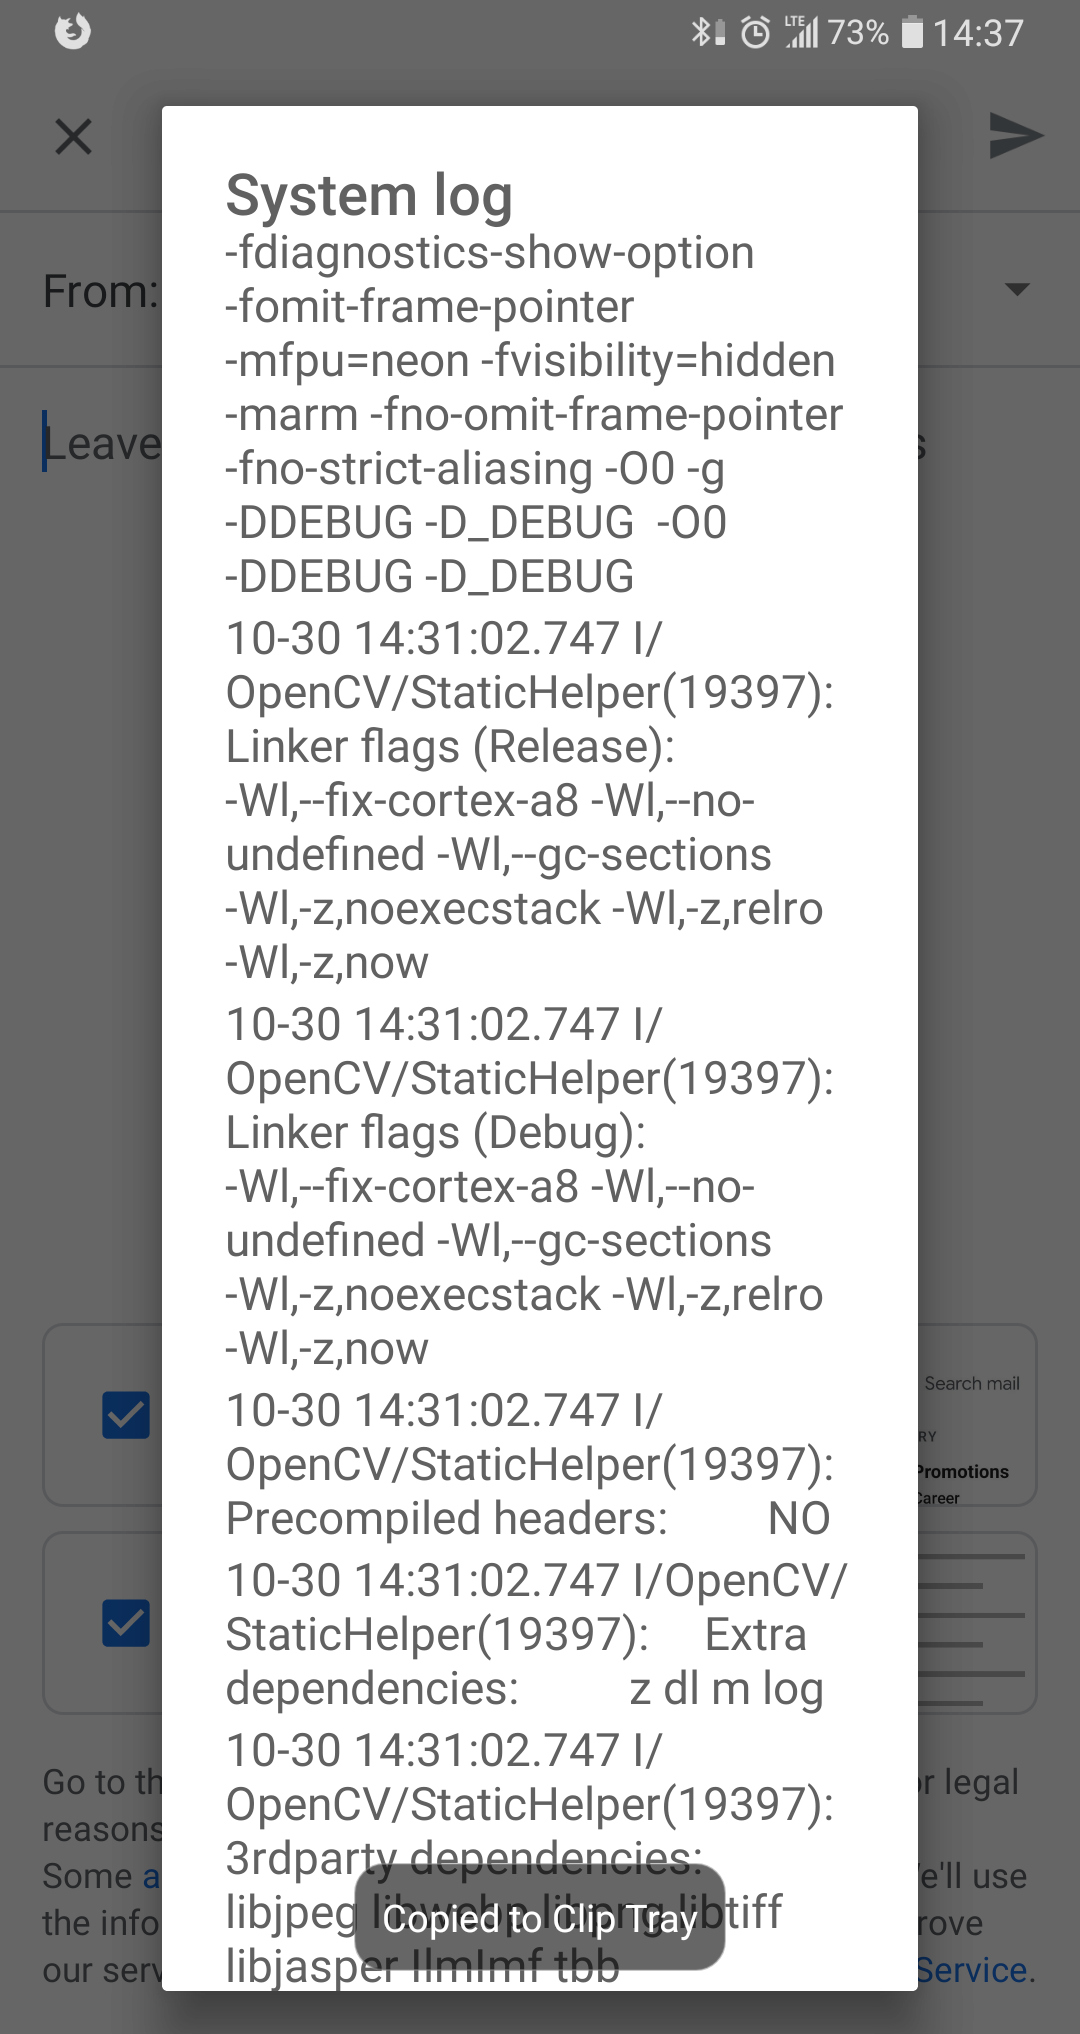 LTE 73% 14:37
System log
-fdiagnostics-show-option
From:
-fomit-frame-pointer
-mfpu=neon -fvisibility=hidden
-marm -fno-omit-frame-pointer
Leave
s
-fno-strict-aliasing -O0 -g
-DDEBUG -D_DEBUG  -O0
-DDEBUG -D_DEBUG
10-30 14:31:02.747 I/
OpenCV/StaticHelper(19397):
Linker flags (Release):
-Wl,--fix-cortex-a8 -Wl,--no-
undefined -Wl,--gc-sections
-Wl,-z,noexecstack -Wl,-z,relro
-Wl,-z,now
10-30 14:31:02.747 I/
OpenCV/StaticHelper(19397):
Linker flags (Debug):
-Wl,--fix-cortex-a8 -Wl,--no-
undefined -Wl,--gc-sections
-Wl,-z,noexecstack -Wl,-z,relro
-Wl,-z,now
10-30 14:31:02.747 I/
OpenCV/StaticHelper(19397):
Precompiled headers:         NO
10-30 14:31:02.747 I/OpenCV/
StaticHelper(19397):     Extra
dependencies:          z dl m log
10-30 14:31:02.747 I/
OpenCV/StaticHelper(19397):
3rdparty dependencies:
libjpeg libwebp libpng libtiff
libjasper IlmImf tbb
Copied to Clip Tray
Search mail
RY
Promotions
Career
Go to th
or legal
reasons
Some a
e'll use
the info
rove
our serv
Service.